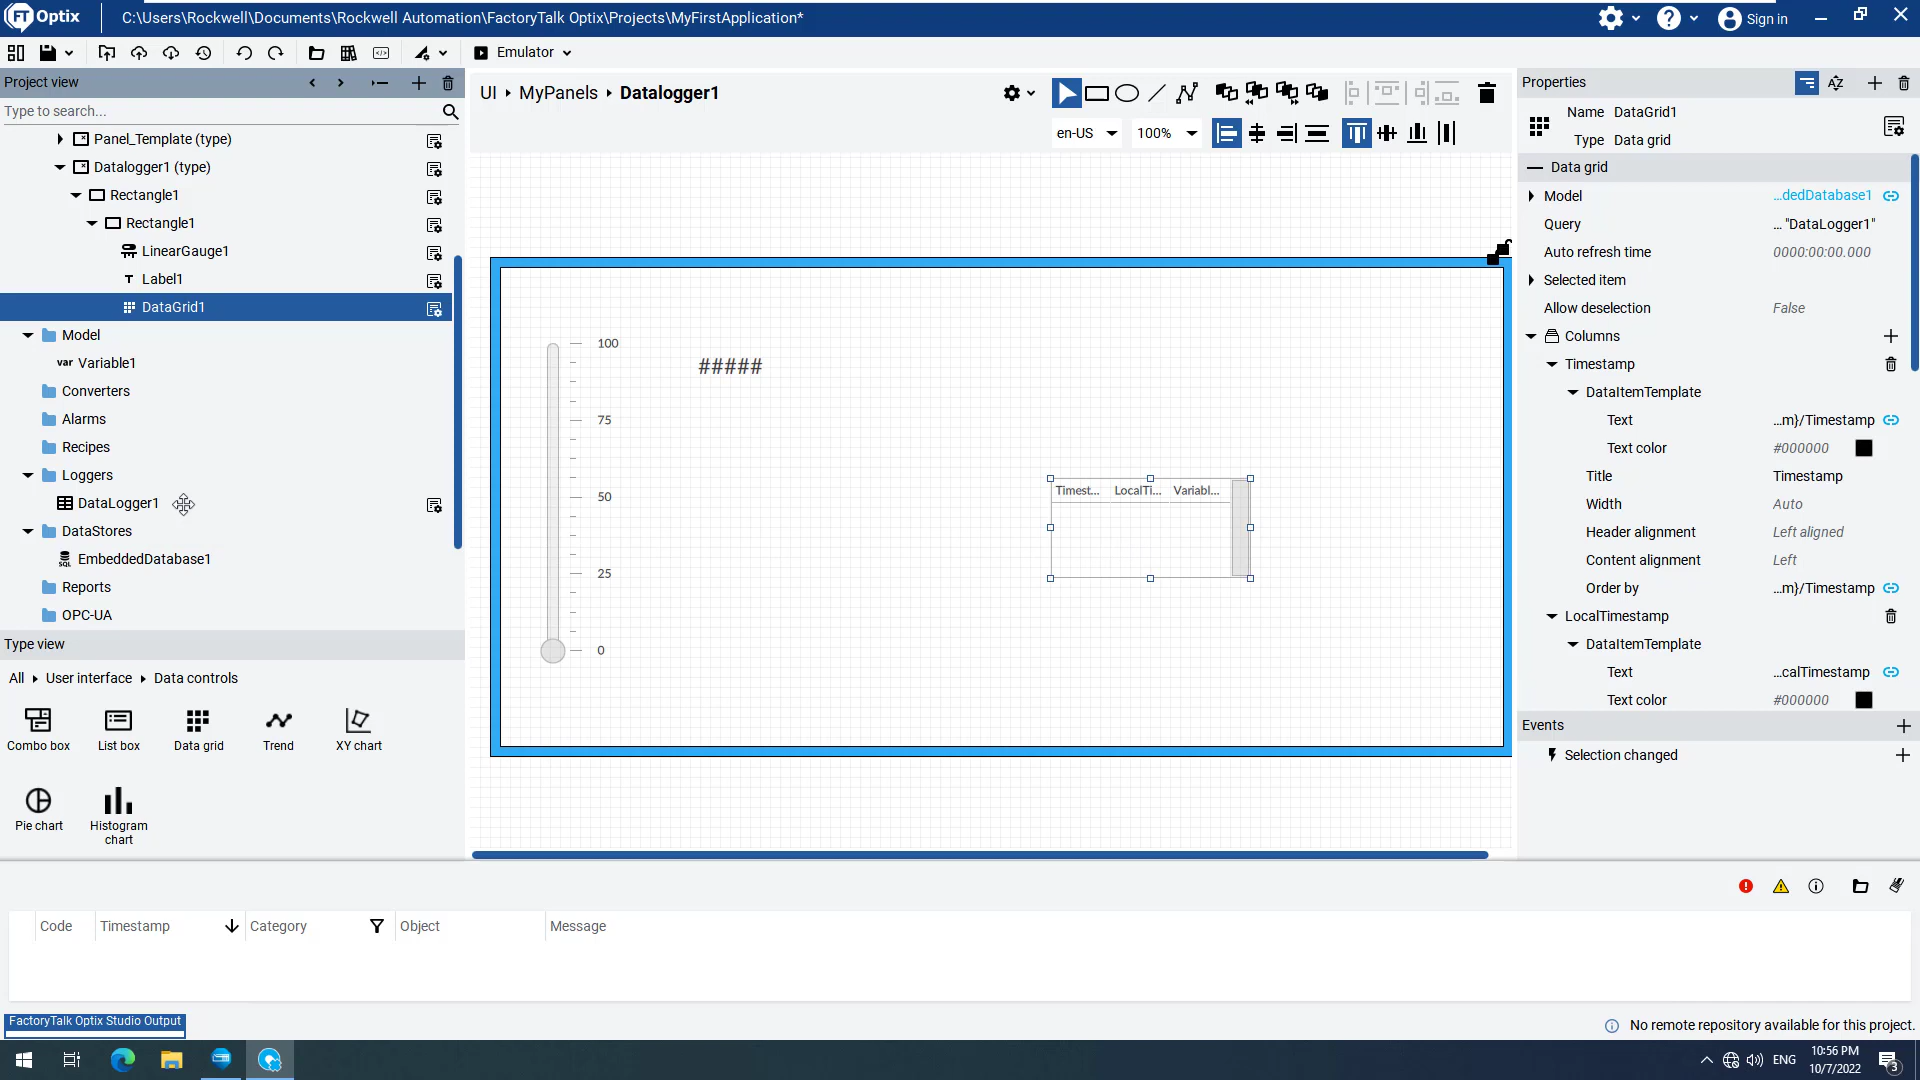 FT Optix
C:\Users\Rockwell\Documents\Rockwell Automation\FactoryTalk Optix\Projects\MyFirstApplication*
Sign in
Emulator
Project view
Type to search...
Panel_Template (type)
Datalogger1 (type)
Rectangle1
Rectangle1
LinearGauge1
Label1
DataGrid1
Model
var Variable1
Converters
Alarms
Recipes
Loggers
DataLogger1
DataStores
EmbeddedDatabase1
Reports
OPC-UA
Type view
All User interface Data controls
Combo box List box Data grid Trend XY chart
Pie chart Histogram chart
UI MyPanels Datalogger1
en-US 100%
100
75
50
25
0
#####
Timest... LocalTi... Variabl...
Properties
Name DataGrid1
Type Data grid
Data grid
Model ...dedDatabase1
Query ... "DataLogger1"
Auto refresh time 0000:00:00.000
Selected item
Allow deselection False
Columns
Timestamp
DataItemTemplate
Text ...m}/Timestamp
Text color #000000
Title Timestamp
Width Auto
Header alignment Left aligned
Content alignment Left
Order by ...m}/Timestamp
LocalTimestamp
DataItemTemplate
Text ...calTimestamp
Text color #000000
Events
Selection changed
Code Timestamp Category Object Message
FactoryTalk Optix Studio Output
No remote repository available for this project.
ENG
10:56 PM
10/7/2022
3